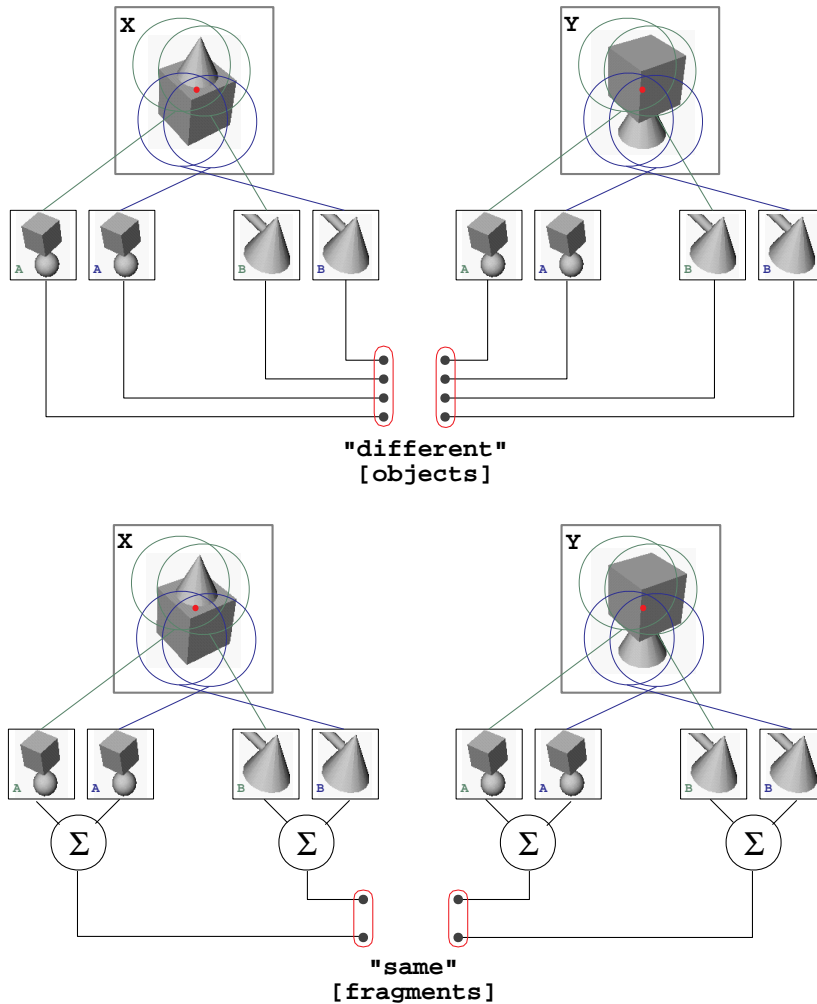 X Y
A A B B A A B B
"different"
[objects]
X Y
A A B B A A B B
Σ Σ Σ Σ
"same"
[fragments]